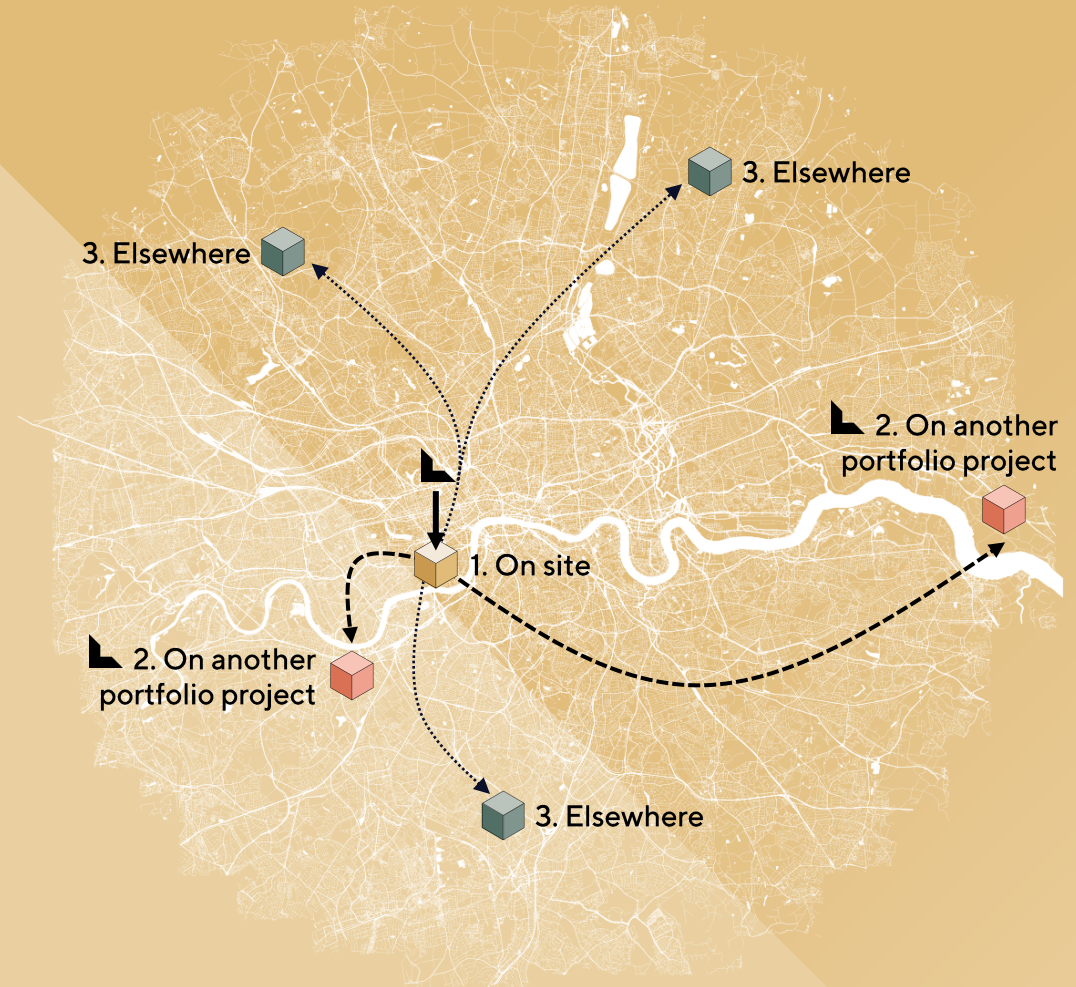 3. Elsewhere
3. Elsewhere
2. On another
portfolio project
1. On site
2. On another
portfolio project
3. Elsewhere